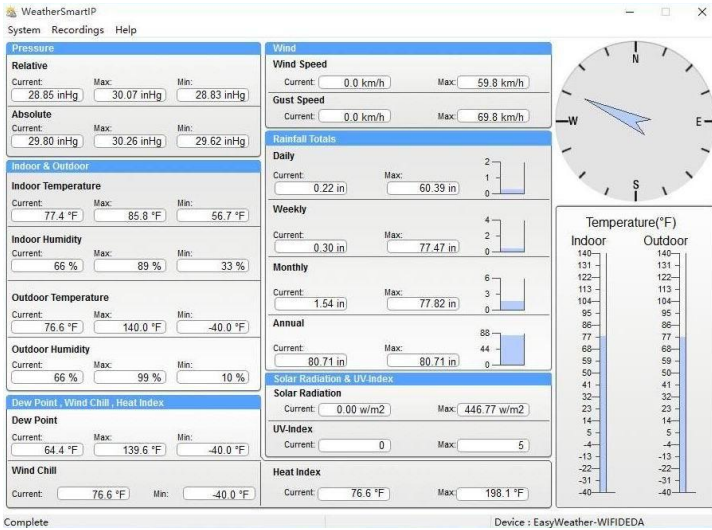 WeatherSmartIP
System Recordings Help
Pressure
Relative
Current: Max: Min:
28.85 inHg 30.07 inHg 28.83 inHg
Absolute
Current: Max: Min:
29.80 inHg 30.26 inHg 29.62 inHg
Indoor & Outdoor
Indoor Temperature
Current: Max: Min:
77.4 °F 85.8 °F 56.7 °F
Indoor Humidity
Current: Max: Min:
66 % 89 % 33 %
Outdoor Temperature
Current: Max: Min:
76.6 °F 140.0 °F -40.0 °F
Outdoor Humidity
Current: Max: Min:
66 % 99 % 10 %
Dew Point , Wind Chill , Heat Index
Dew Point
Current: Max: Min:
64.4 °F 139.6 °F -40.0 °F
Wind Chill
Current: 76.6 °F Min: -40.0 °F
Wind
Wind Speed
Current: 0.0 km/h Max: 59.8 km/h
Gust Speed
Current: 0.0 km/h Max: 69.8 km/h
Rainfall Totals
Daily
Current: Max:
0.22 in 60.39 in
2
1
0
Weekly
Current: Max:
0.30 in 77.47 in
4
2
0
Monthly
Current: Max:
1.54 in 77.82 in
6
3
0
Annual
Current: Max:
80.71 in 80.71 in
88
44
0
Solar Radiation & UV-Index
Solar Radiation
Current: 0.00 w/m2 Max: 446.77 w/m2
UV-Index
Current: 0 Max: 5
Heat Index
Current: 76.6 °F Max: 198.1 °F
N
W E
S
Temperature(°F)
Indoor Outdoor
140 140
131 131
122 122
113 113
104 104
95 95
86 86
77 77
68 68
59 59
50 50
41 41
32 32
23 23
14 14
5 5
-4 -4
-13 -13
-22 -22
-31 -31
-40 -40
Complete Device : EasyWeather-WIFIDEDA